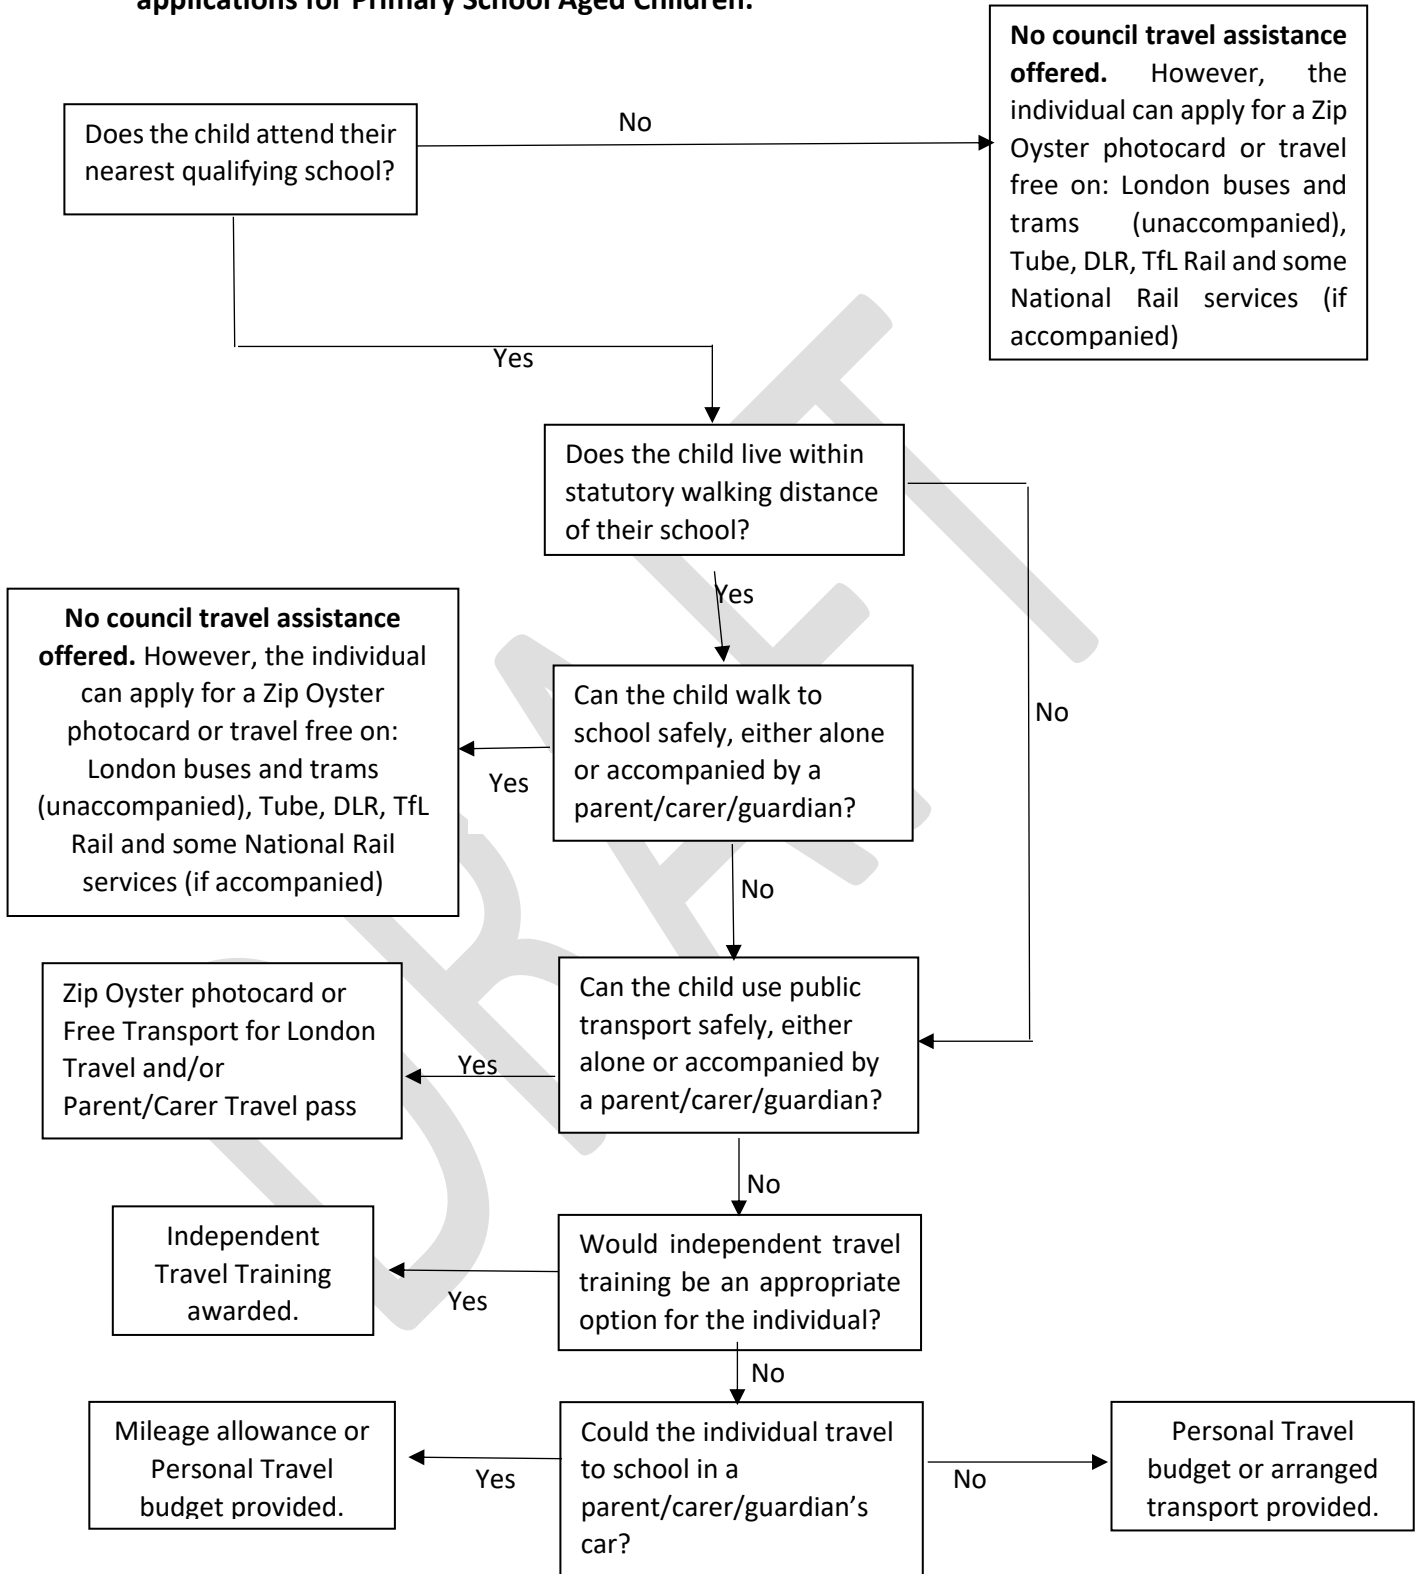 applications for Primary School Aged Children.
No council travel assistance
offered. However, the
individual can apply for a Zip
Oyster photocard or travel
free on: London buses and
trams (unaccompanied),
Tube, DLR, TfL Rail and some
National Rail services (if
accompanied)
Does the child attend their
nearest qualifying school?
No
Yes
Does the child live within
statutory walking distance
of their school?
Yes
No
No council travel assistance
offered. However, the individual
can apply for a Zip Oyster
photocard or travel free on:
London buses and trams
(unaccompanied), Tube, DLR, TfL
Rail and some National Rail
services (if accompanied)
Can the child walk to
school safely, either alone
or accompanied by a
parent/carer/guardian?
Yes
No
Zip Oyster photocard or
Free Transport for London
Travel and/or
Parent/Carer Travel pass
Can the child use public
transport safely, either
alone or accompanied by
a parent/carer/guardian?
Yes
No
Independent
Travel Training
awarded.
Would independent travel
training be an appropriate
option for the individual?
Yes
No
Mileage allowance or
Personal Travel
budget provided.
Could the individual travel
to school in a
parent/carer/guardian's
car?
Yes
No
Personal Travel
budget or arranged
transport provided.
DRAFT